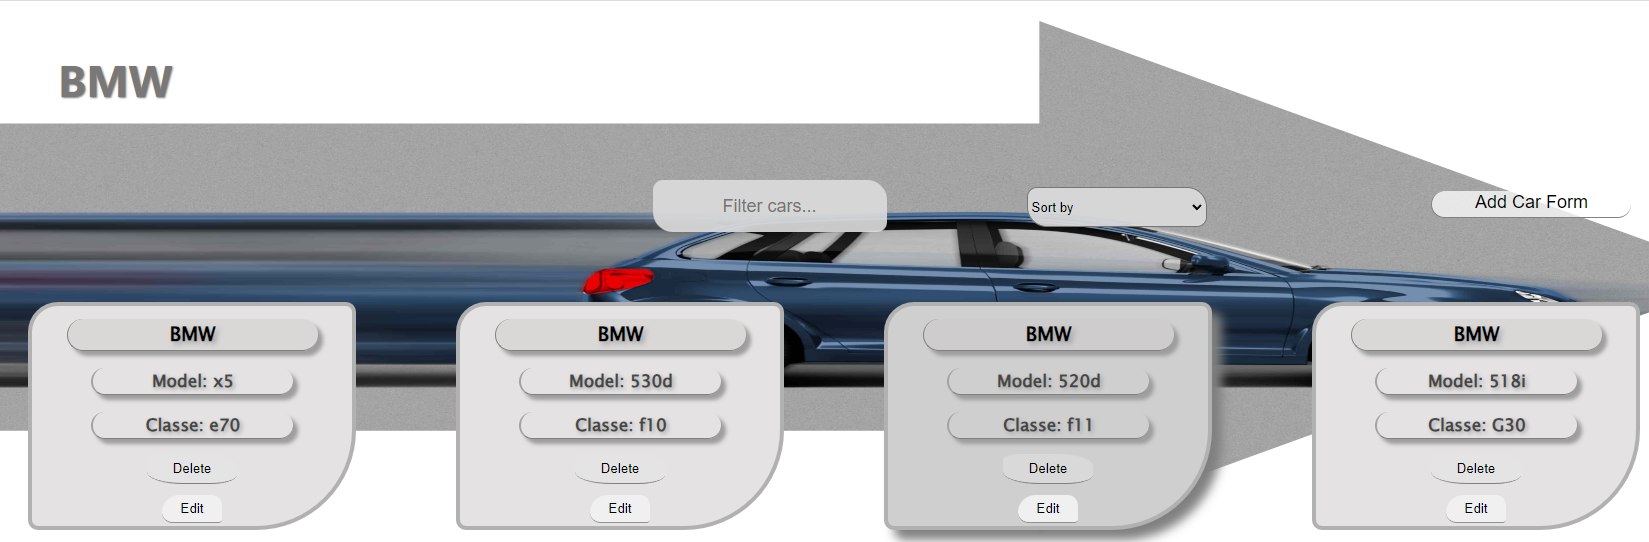 BMW
Filter cars...
Sort by
Add Car Form
BMW
Model: x5
Classe: e70
Delete
Edit
BMW
Model: 530d
Classe: f10
Delete
Edit
BMW
Model: 520d
Classe: f11
Delete
Edit
BMW
Model: 518i
Classe: G30
Delete
Edit